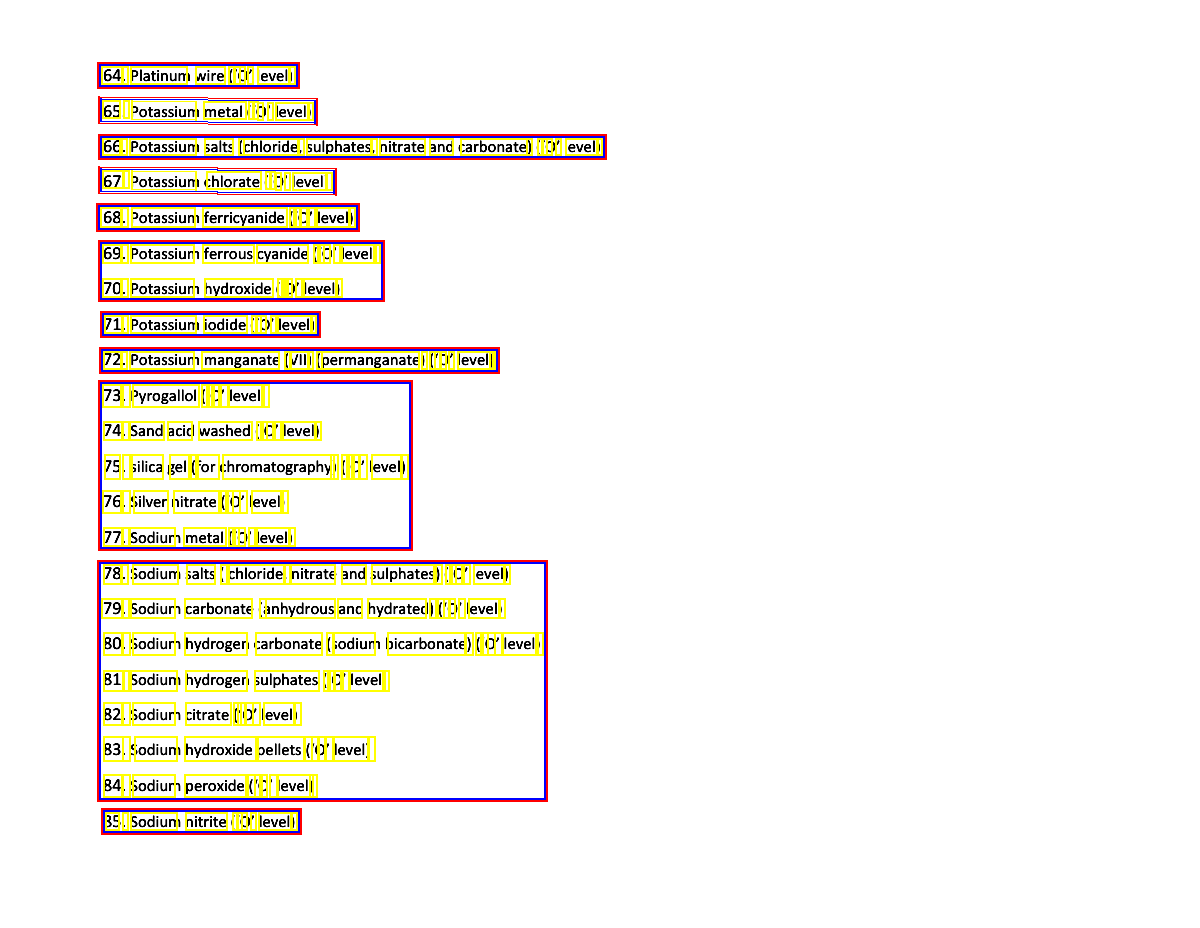 64. Platinum wire ('O' level)
65. Potassium metal ('O' level)
66. Potassium salts (chloride, sulphates, nitrate and carbonate) ('O' level)
67. Potassium chlorate ('O' level)
68. Potassium ferricyanide ('O' level)
69. Potassium ferrous cyanide ('O' level)
70. Potassium hydroxide ('O' level)
71. Potassium iodide ('O' level)
72. Potassium manganate (VII) (permanganate) ('O' level)
73. Pyrogallol ('O' level)
74. Sand acid washed ('O' level)
75. silica gel (for chromatography) ('O' level)
76. Silver nitrate ('O' level)
77. Sodium metal ('O' level)
78. Sodium salts ( chloride, nitrate and sulphates) ('O' level)
79. Sodium carbonate (anhydrous and hydrated) ('O' level)
80. Sodium hydrogen carbonate (sodium bicarbonate) ('O' level)
81. Sodium hydrogen sulphates ('O' level)
82. Sodium citrate ('O' level)
83. Sodium hydroxide pellets ('O' level)
84. Sodium peroxide ('O' level)
85. Sodium nitrite ('O' level)